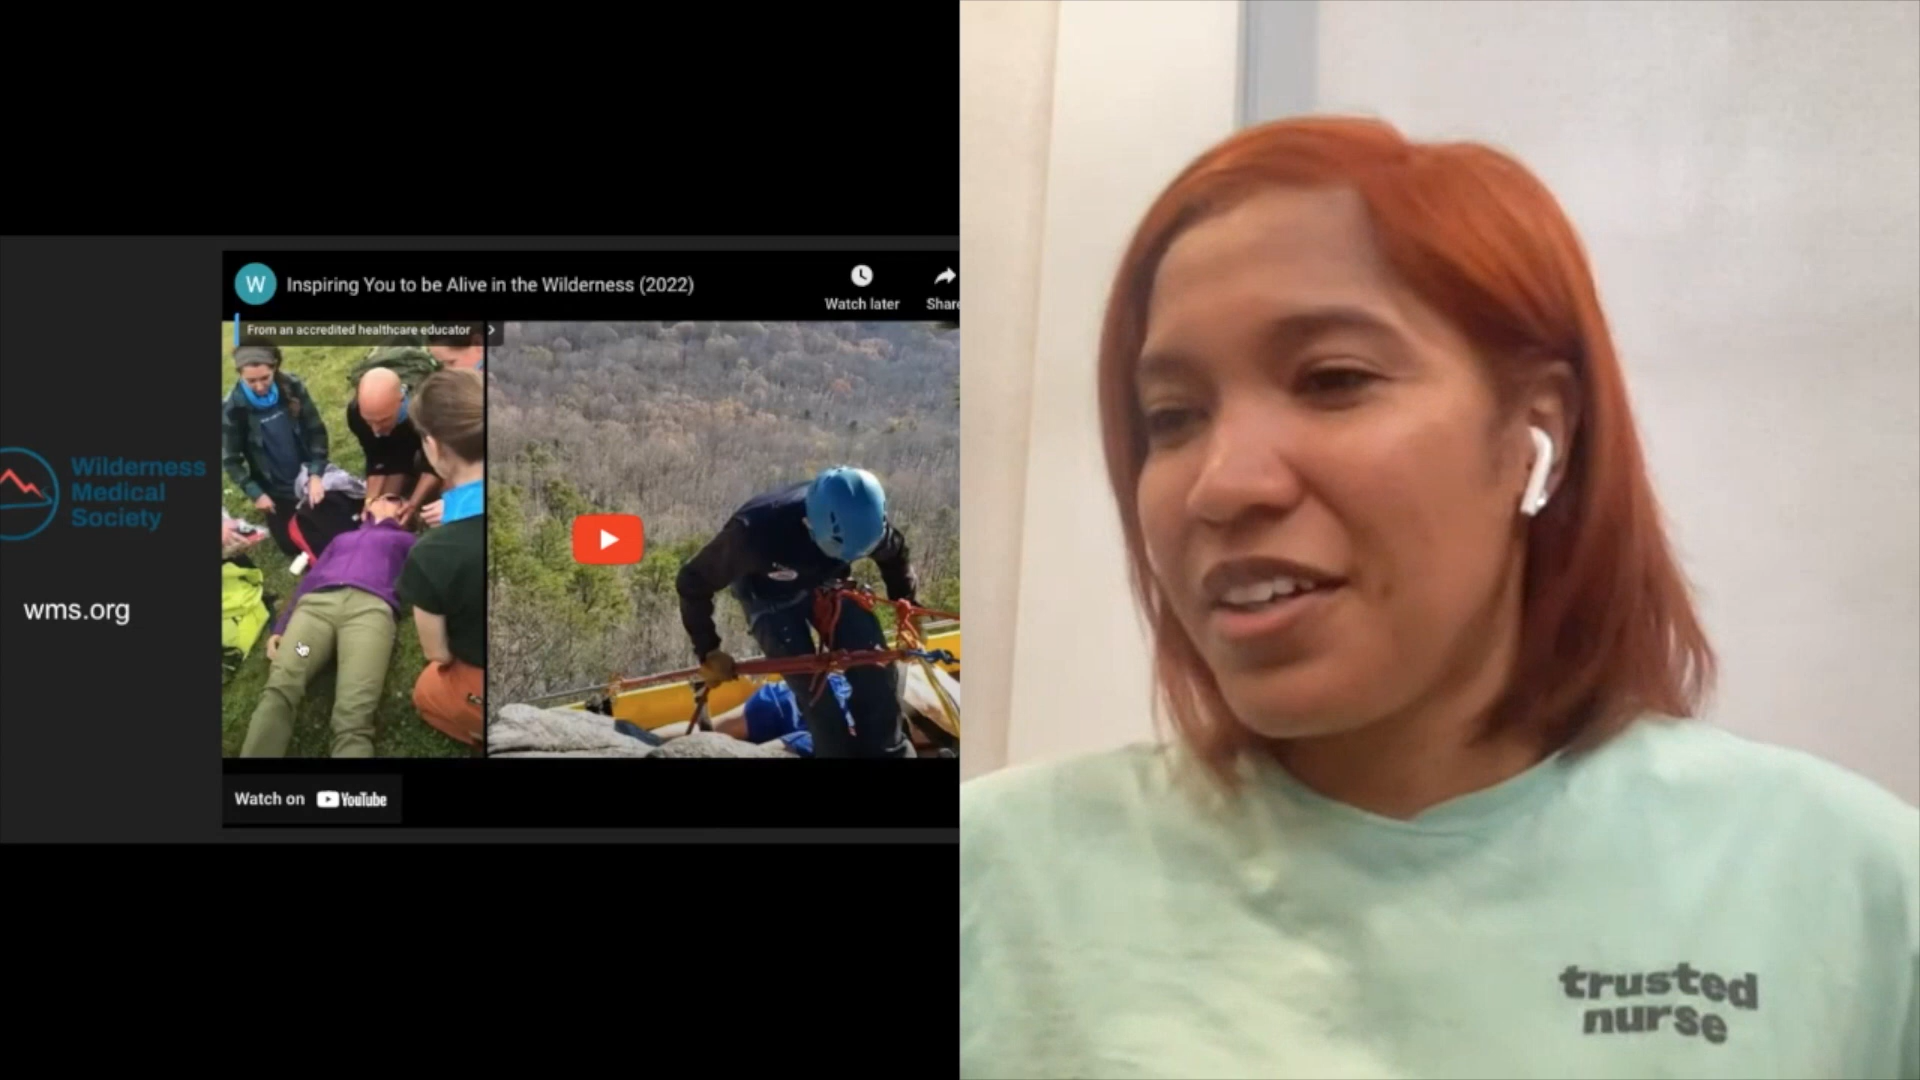 W
Inspiring You to be Alive in the Wilderness (2022)
Watch later
Share
From an accredited healthcare educator
Wilderness
Medical
Society
wms.org
Watch on YouTube
trusted
nurse